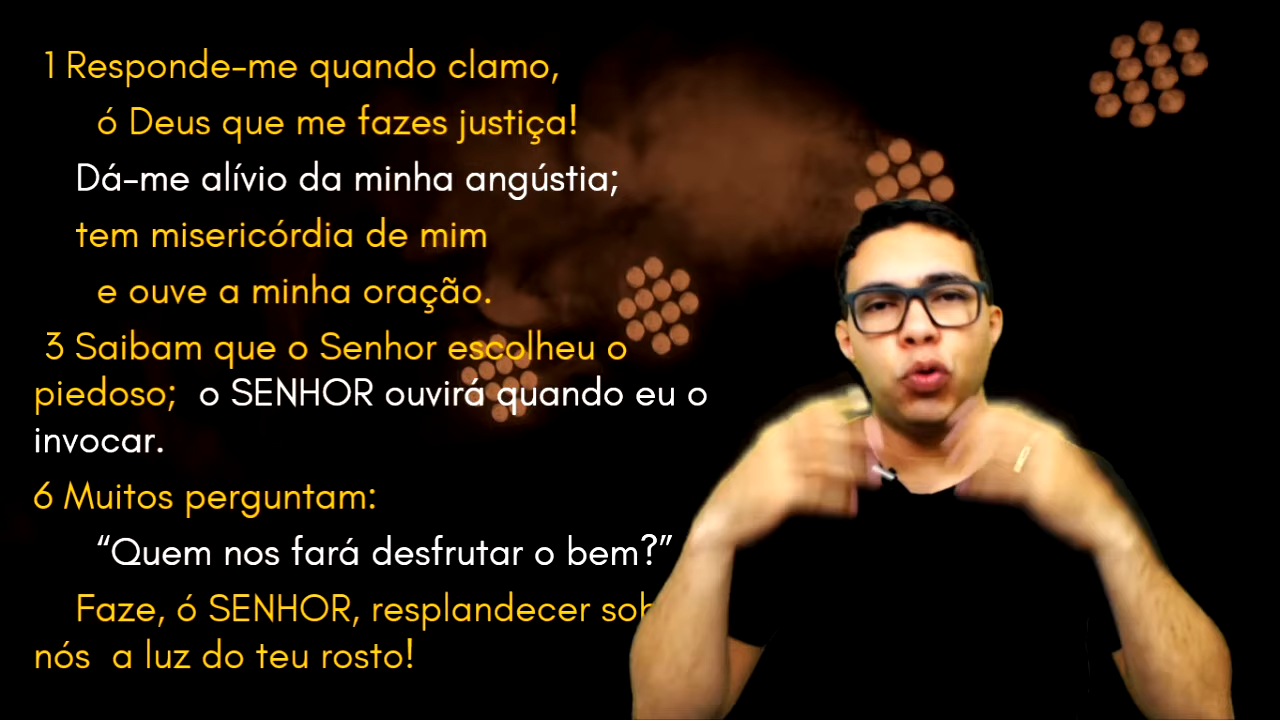 1 Responde-me quando clamo,
ó Deus que me fazes justiça!
Dá-me alívio da minha angústia;
tem misericórdia de mim
e ouve a minha oração.
3 Saibam que o Senhor escolheu o
piedoso; o SENHOR ouvirá quando eu o
invocar.
6 Muitos perguntam:
“Quem nos fará desfrutar o bem?”
Faze, ó SENHOR, resplandecer
nós a luz do teu rosto!